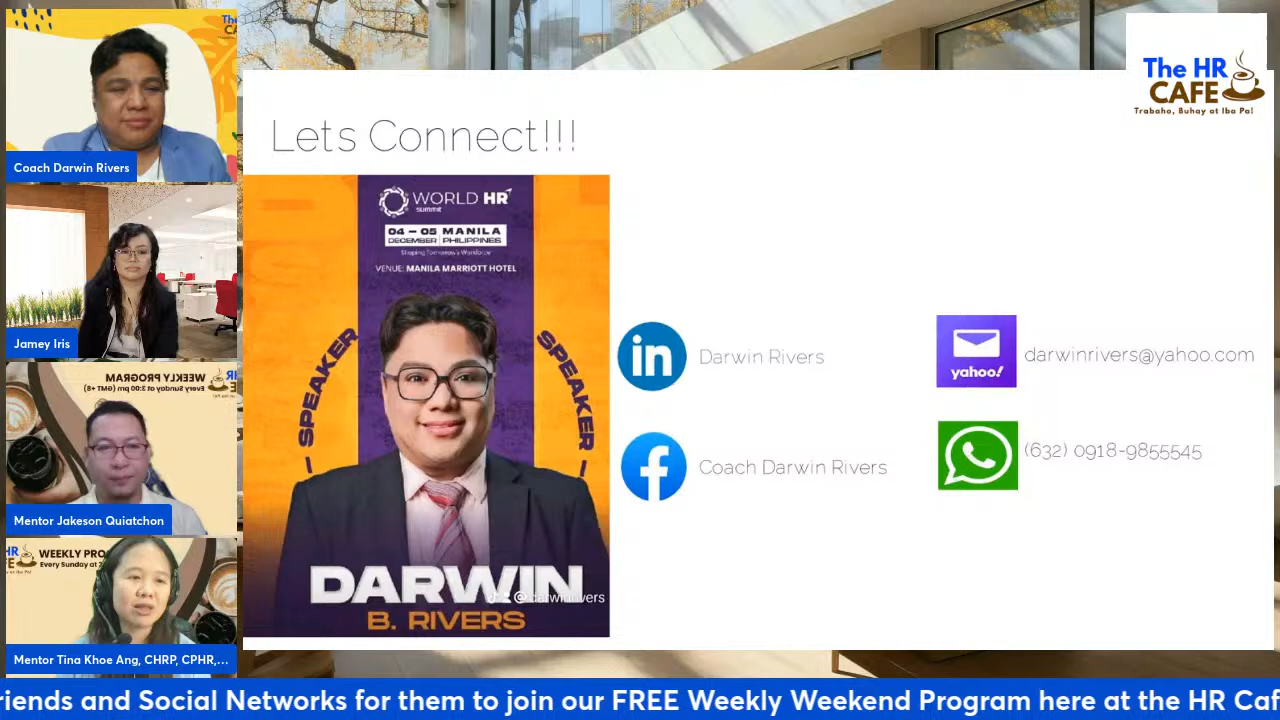 The HR
CAFE
Trabaho, Buhay at Iba Pa!
Coach Darwin Rivers
Jamey Iris
WEEKLY PROGRAM
Every Sunday at 3:00 pm (GMT +8)
Mentor Jakeson Quiatchon
WEEKLY PRO
Every Sunday at
Mentor Tina Khoe Ang, CHRP, CPHR,...
Lets Connect!!!
WORLD HR
summit
04 – 05 MANILA
DECEMBER PHILIPPINES
Shaping Tomorrow's Workforce
VENUE: MANILA MARRIOTT HOTEL
SPEAKER
SPEAKER
DARWIN
B. RIVERS
@darwinrivers
in
Darwin Rivers
f
Coach Darwin Rivers
yahoo!
darwinrivers@yahoo.com
(632) 0918-9855545
riends and Social Networks for them to join our FREE Weekly Weekend Program here at the HR Caf